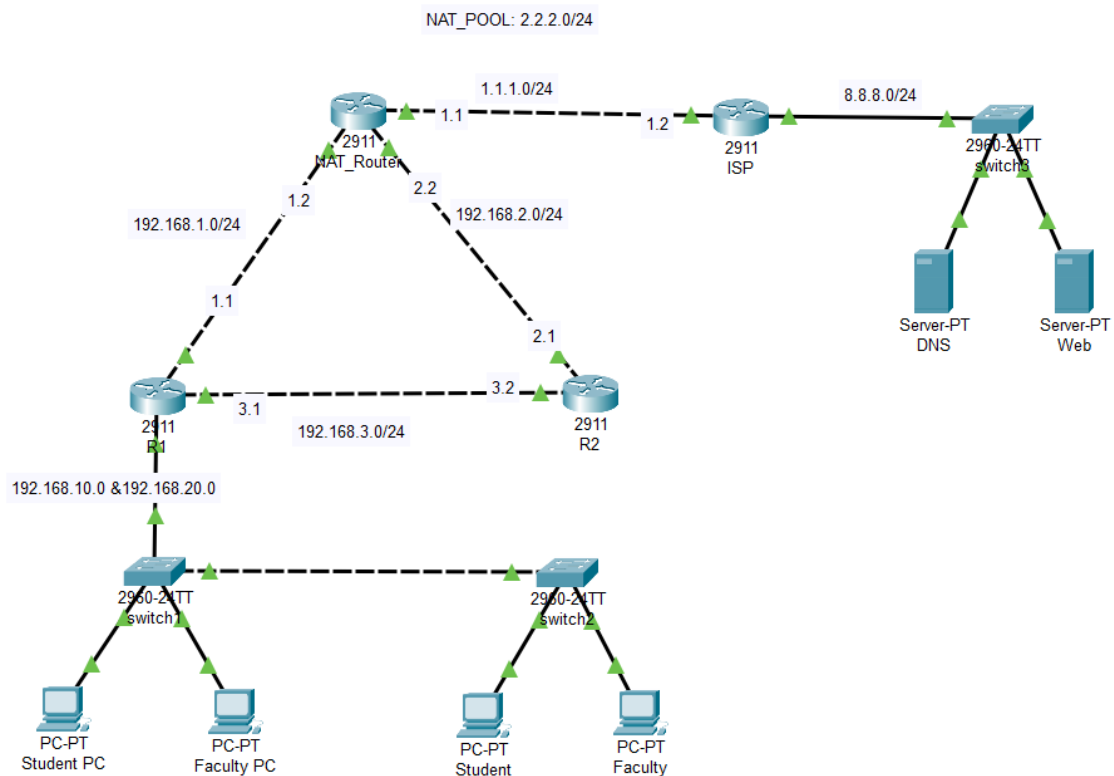 NAT_POOL: 2.2.2.0/24
1.1.1.0/24
8.8.8.0/24
1.1
1.2
2911
NAT_Router
2911
ISP
2960-24TT
switch3
2.2
1.2
192.168.2.0/24
192.168.1.0/24
1.1
2.1
Server-PT
DNS
Server-PT
Web
3.1
3.2
2911
R1
192.168.3.0/24
2911
R2
192.168.10.0 &192.168.20.0
2960-24TT
switch1
2960-24TT
switch2
PC-PT
Student PC
PC-PT
Faculty PC
PC-PT
Student
PC-PT
Faculty